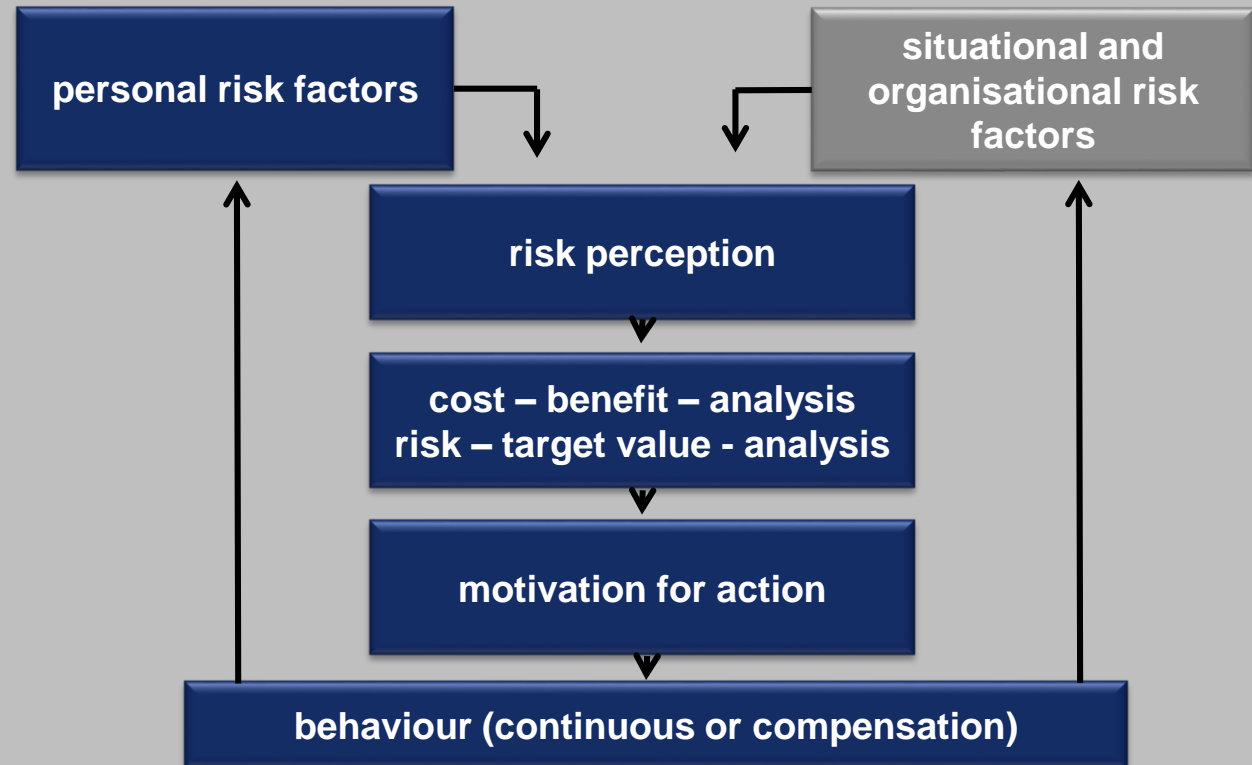 personal risk factors
situational and
organisational risk
factors
risk perception
cost – benefit – analysis
risk – target value - analysis
motivation for action
behaviour (continuous or compensation)